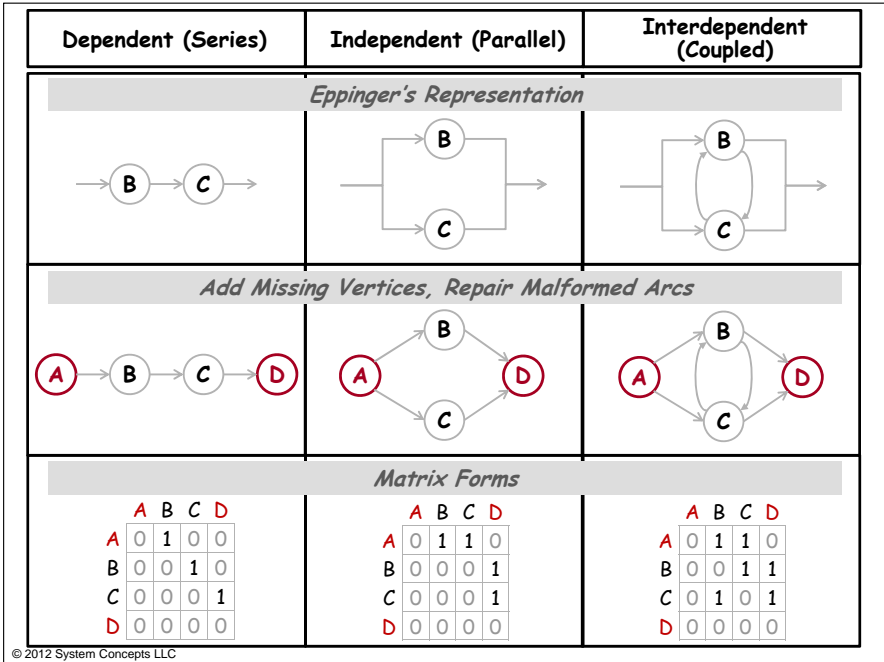 Dependent (Series)
Independent (Parallel)
Interdependent
(Coupled)
Eppinger's Representation
B C
B
C
B
C
Add Missing Vertices, Repair Malformed Arcs
A B C D
B
A D
C
B
A D
C
Matrix Forms
A B C D
A 0 1 0 0
B 0 0 1 0
C 0 0 0 1
D 0 0 0 0
A B C D
A 0 1 1 0
B 0 0 0 1
C 0 0 0 1
D 0 0 0 0
A B C D
A 0 1 1 0
B 0 0 1 1
C 0 1 0 1
D 0 0 0 0
© 2012 System Concepts LLC